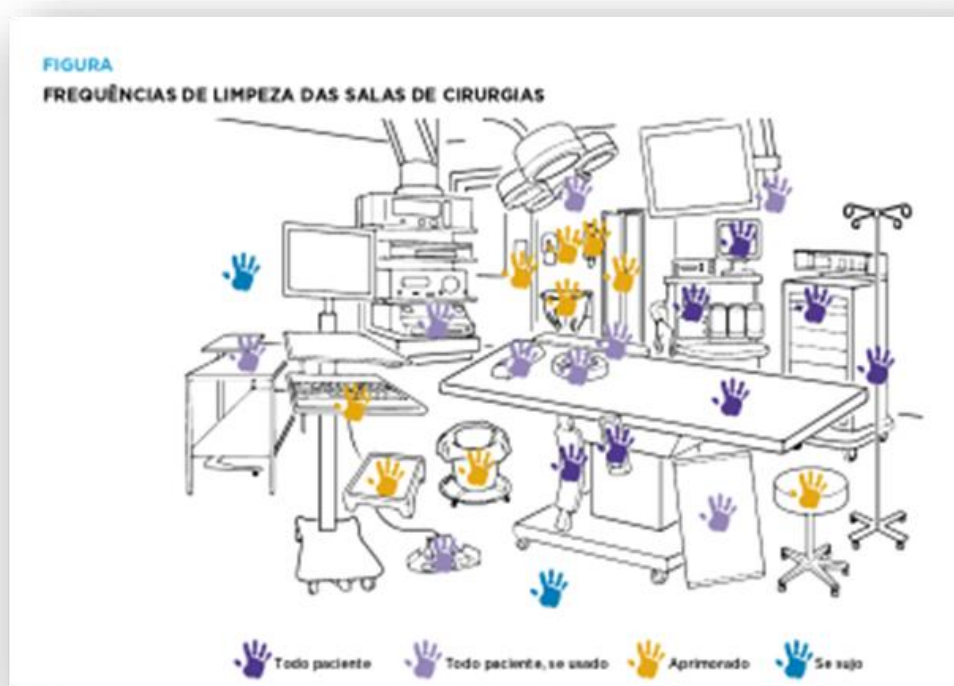 FIGURA
FREQUÊNCIAS DE LIMPEZA DAS SALAS DE CIRURGIAS
Todo paciente
Todo paciente, se usado
Aprimorado
Se sujo